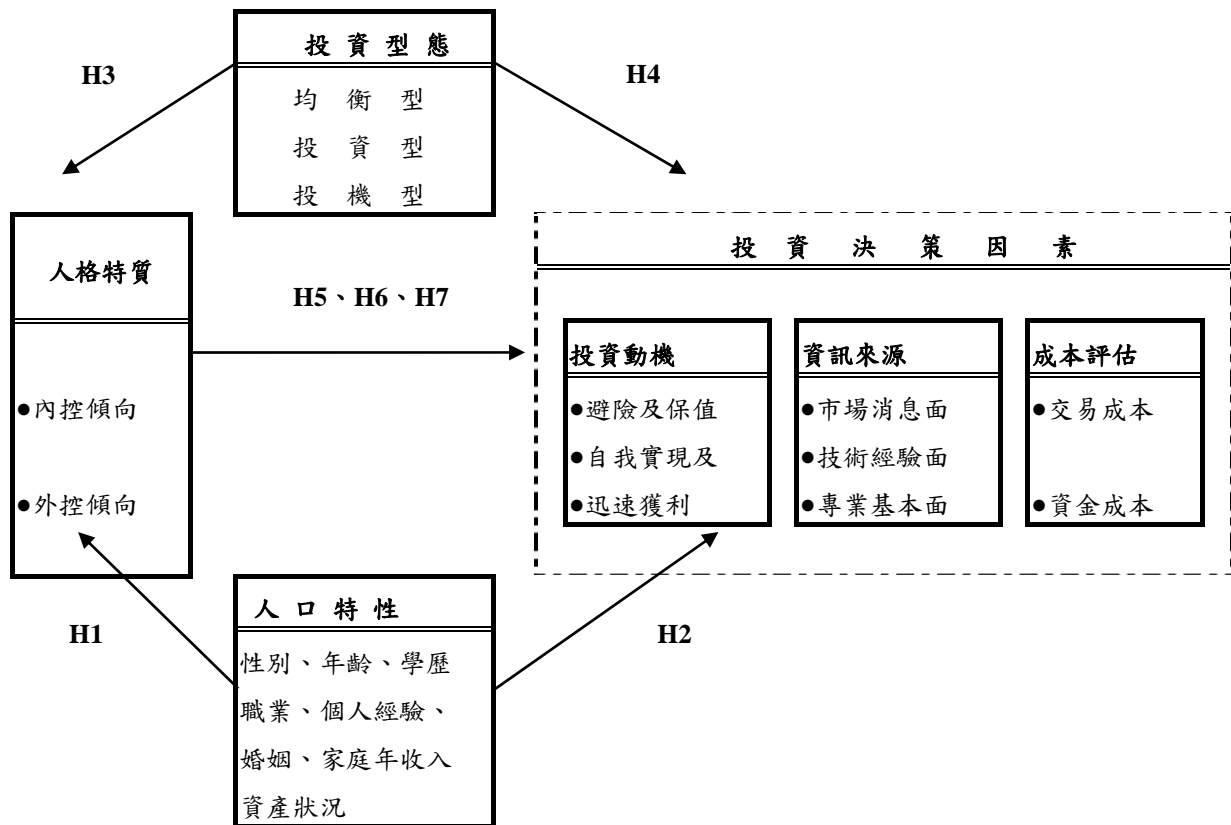 投資型態
H3
H4
均衡型
投資型
投機型
人格特質
投資決策因素
H5、H6、H7
投資動機
資訊來源
成本評估
●內控傾向
●避險及保值
●市場消息面
●交易成本
●自我實現及
●技術經驗面
●外控傾向
●迅速獲利
●專業基本面
●資金成本
人口特性
H1
H2
性別、年齡、學歷
職業、個人經驗、
婚姻、家庭年收入
資產狀況